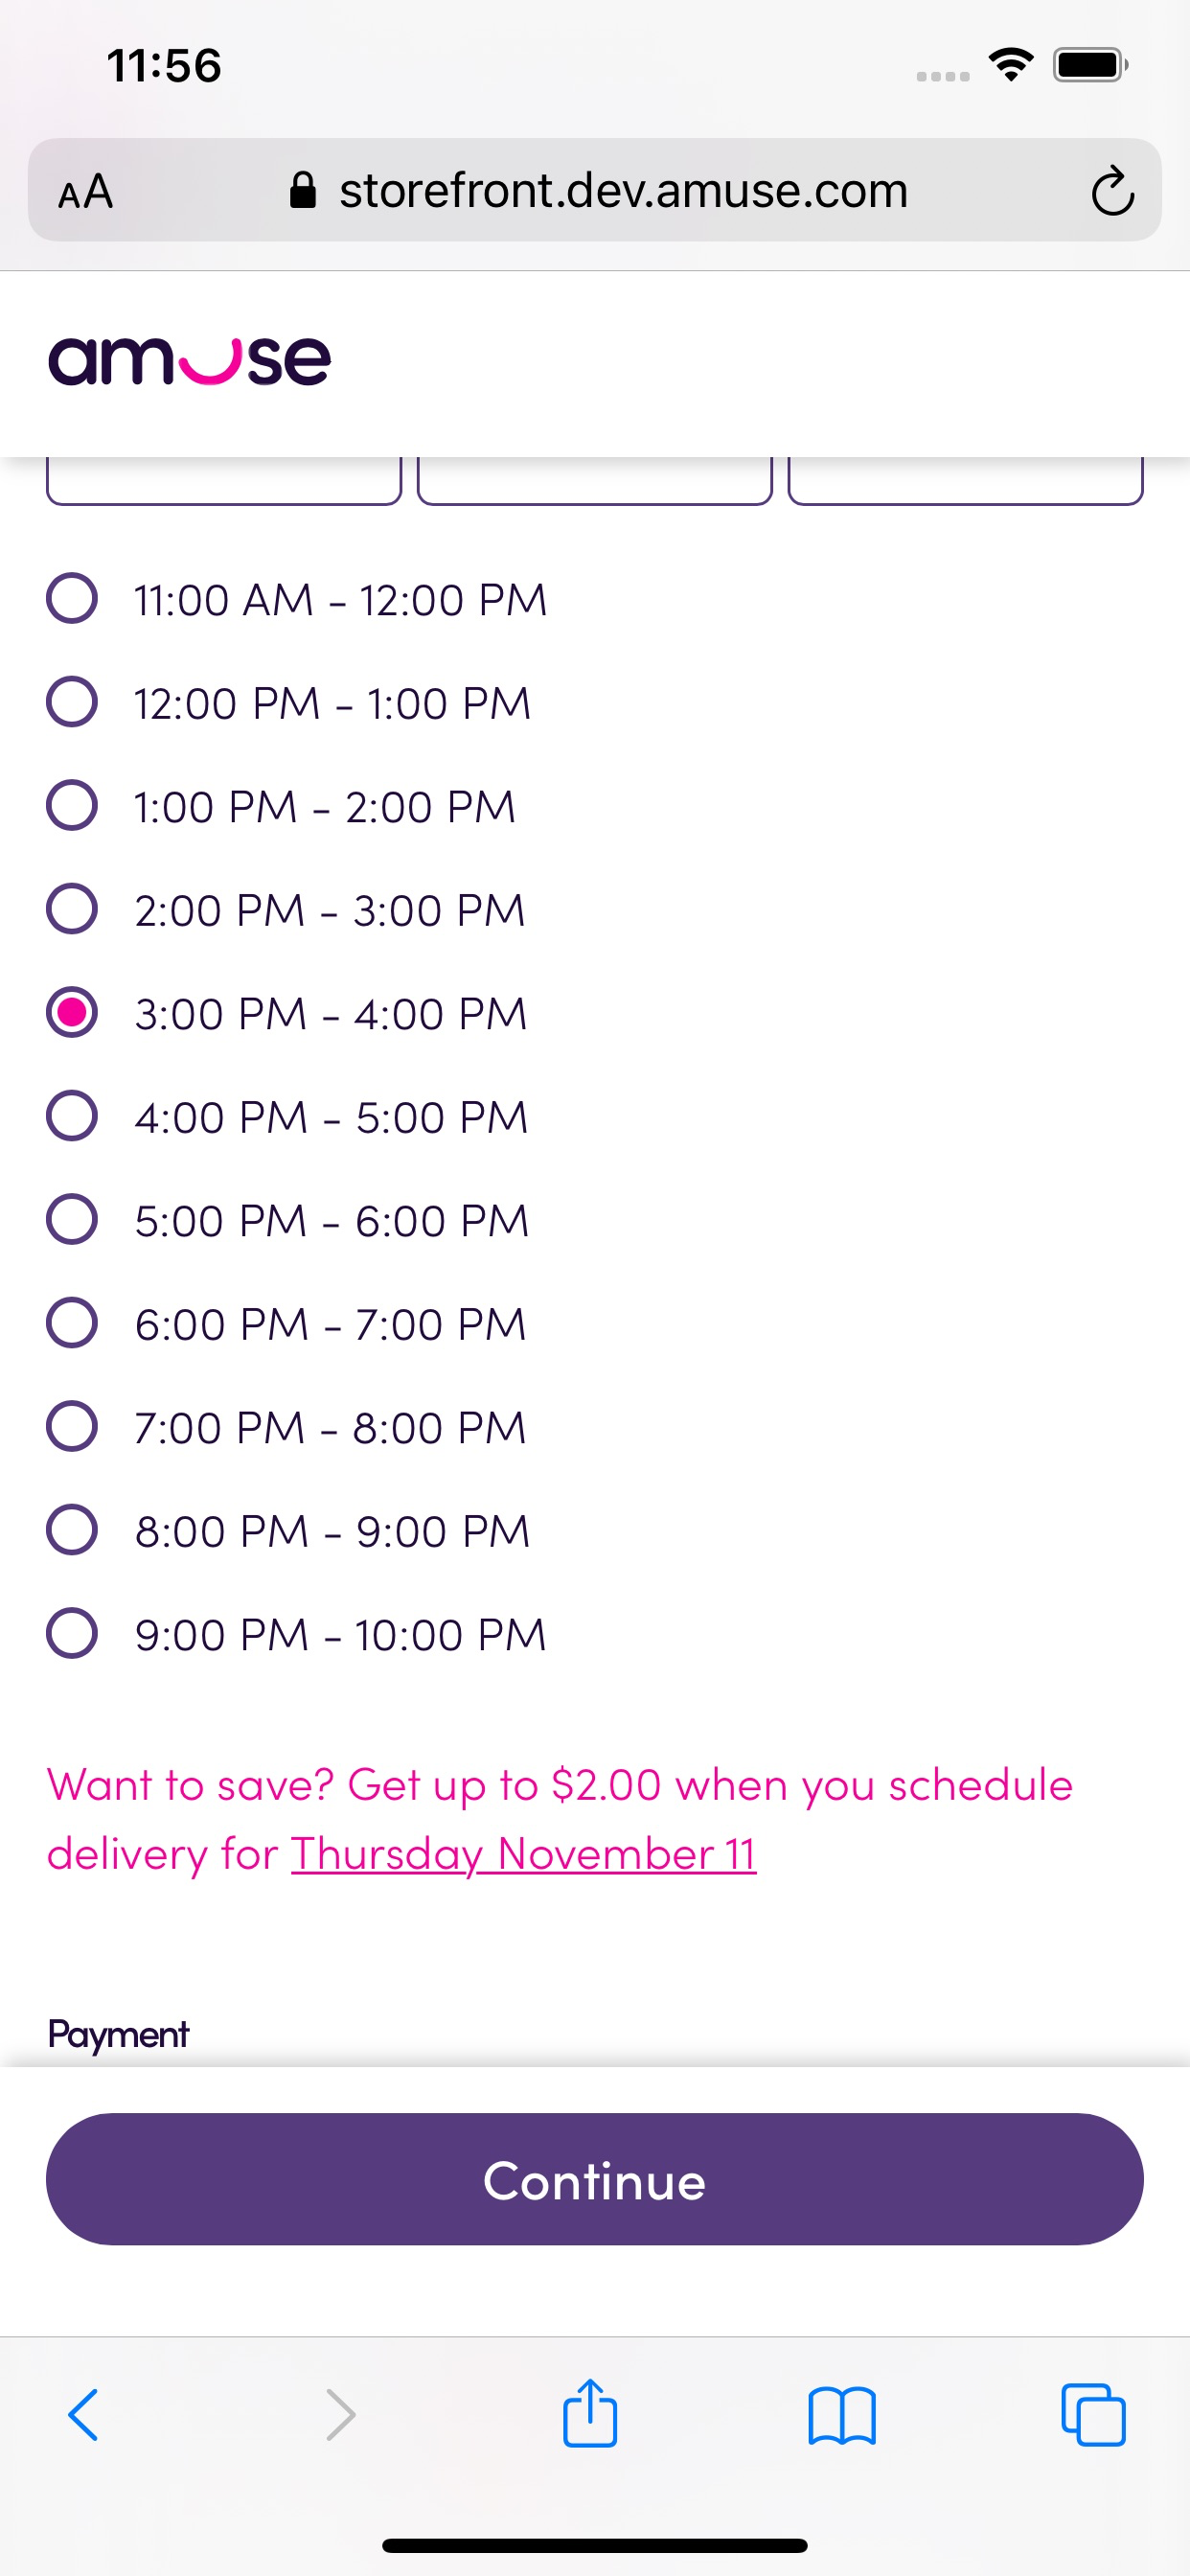 11:56
AA storefront.dev.amuse.com
amuse
11:00 AM - 12:00 PM
12:00 PM - 1:00 PM
1:00 PM - 2:00 PM
2:00 PM - 3:00 PM
3:00 PM - 4:00 PM
4:00 PM - 5:00 PM
5:00 PM - 6:00 PM
6:00 PM - 7:00 PM
7:00 PM - 8:00 PM
8:00 PM - 9:00 PM
9:00 PM - 10:00 PM
Want to save? Get up to $2.00 when you schedule
delivery for Thursday November 11
Payment
Continue